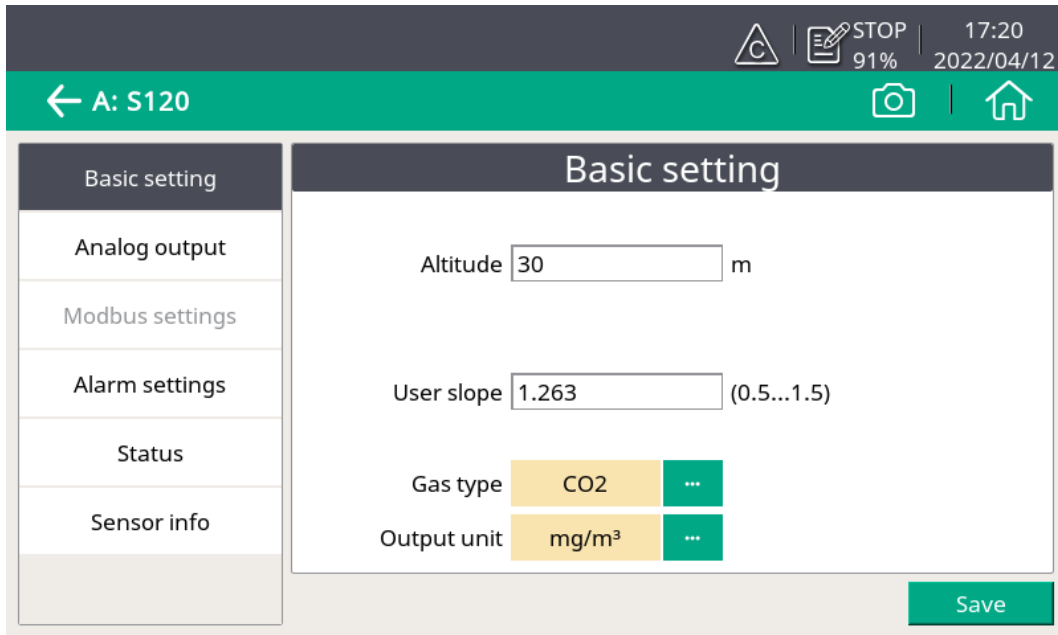 C
STOP
91%
17:20
2022/04/12
A: S120
Basic setting
Analog output
Modbus settings
Alarm settings
Status
Sensor info
Basic setting
Altitude 30 m
User slope 1.263 (0.5...1.5)
Gas type CO2 ...
Output unit mg/m³ ...
Save